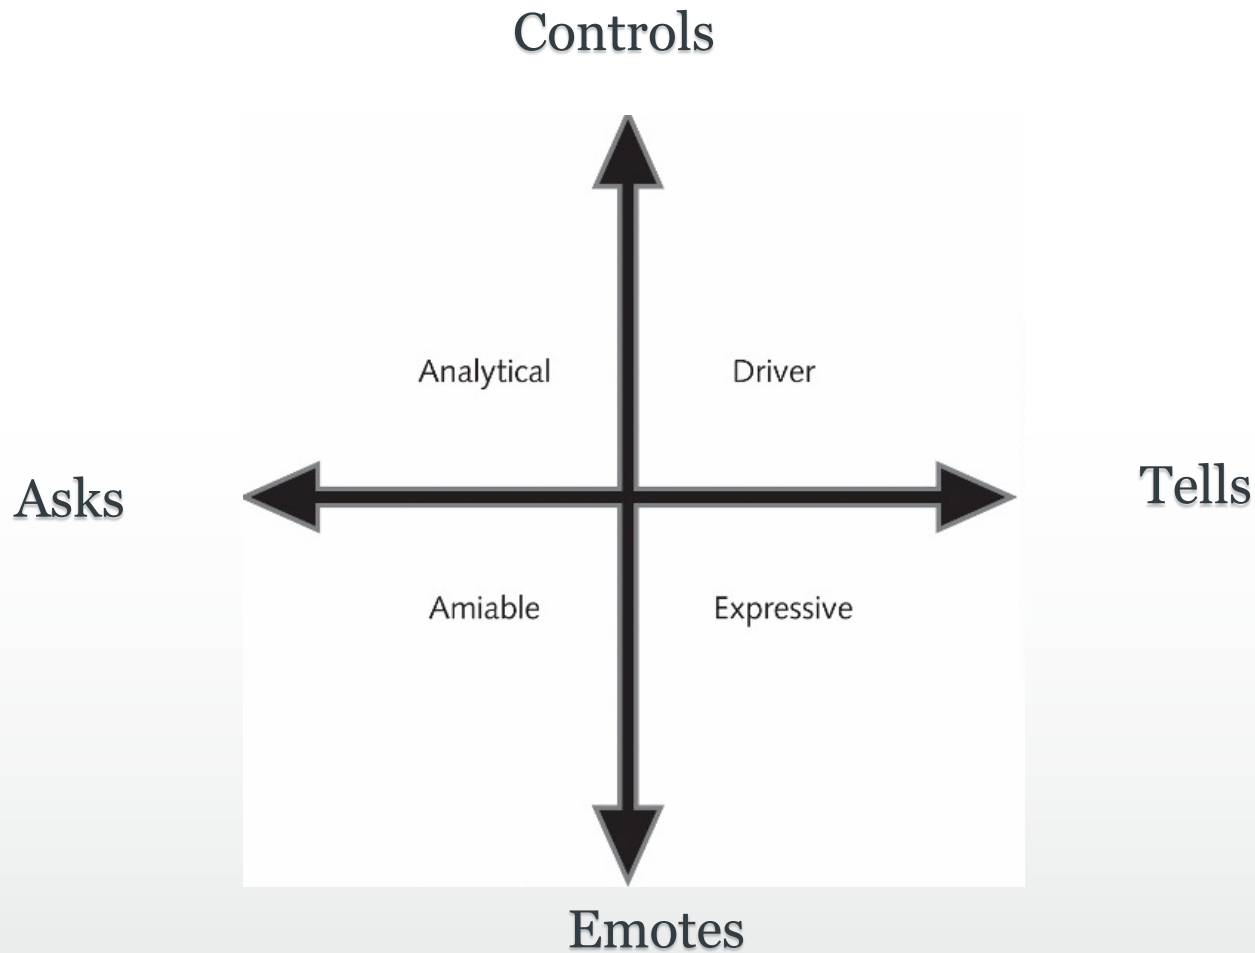 Controls
Analytical
Driver
Asks
Tells
Amiable
Expressive
Emotes